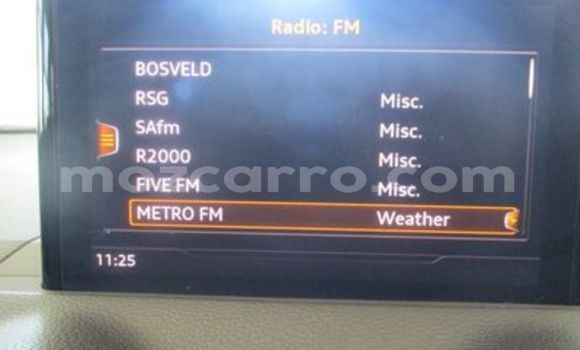 Radio: FM
BOSVELD
RSG Misc.
SAfm Misc.
R2000 Misc.
FIVE FM Misc.
METRO FM Weather
mozcarro.com
11:25